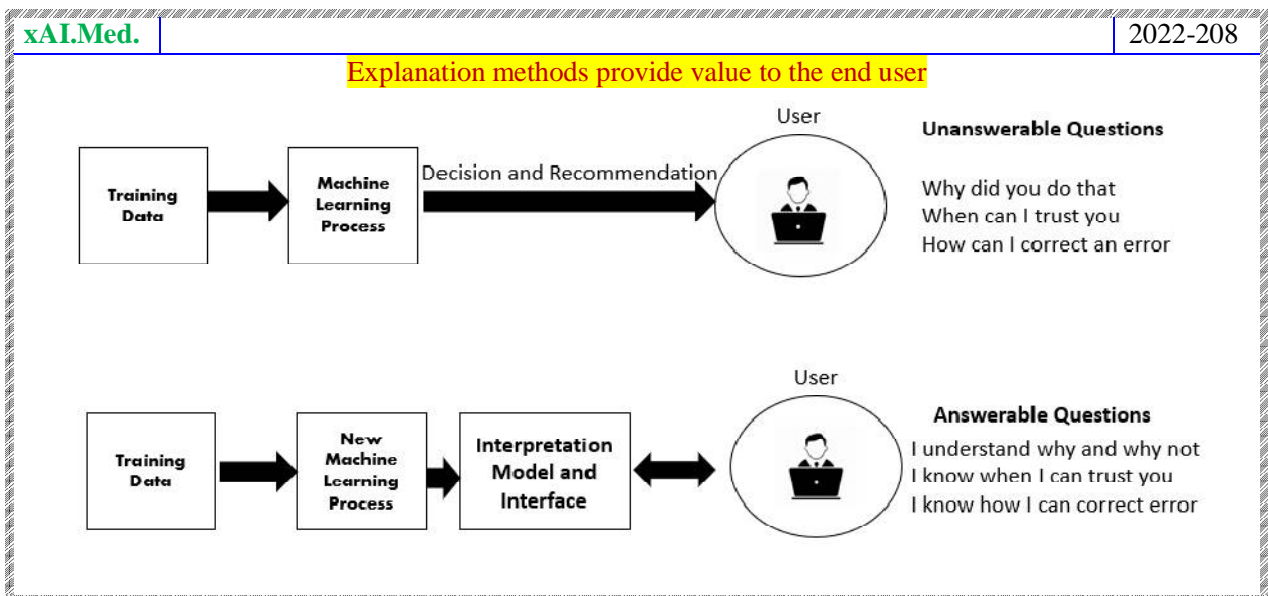 xAI.Med.
2022-208
Explanation methods provide value to the end user
User
Unanswerable Questions
Training
Data
Machine
Learning
Process
Decision and Recommendation
Why did you do that
When can I trust you
How can I correct an error
User
Answerable Questions
Training
Data
New
Machine
Learning
Process
Interpretation
Model and
Interface
I understand why and why not
I know when I can trust you
I know how I can correct error